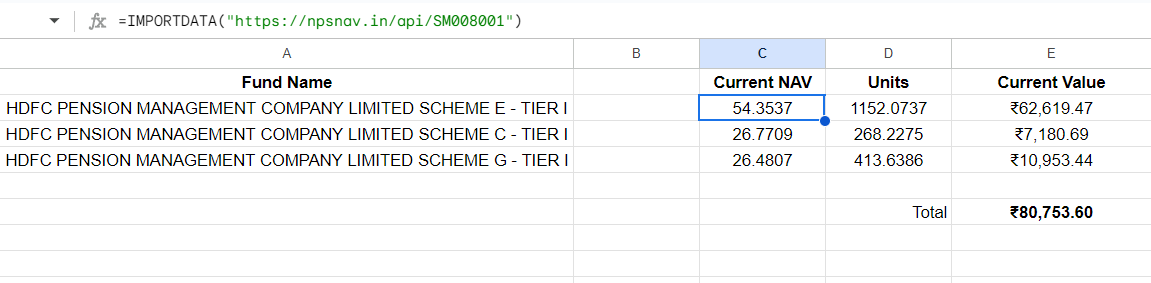 fx =IMPORTDATA("https://npsnav.in/api/SM008001")
A B C D E
Fund Name Current NAV Units Current Value
HDFC PENSION MANAGEMENT COMPANY LIMITED SCHEME E - TIER I 54.3537 1152.0737 ₹62,619.47
HDFC PENSION MANAGEMENT COMPANY LIMITED SCHEME C - TIER I 26.7709 268.2275 ₹7,180.69
HDFC PENSION MANAGEMENT COMPANY LIMITED SCHEME G - TIER I 26.4807 413.6386 ₹10,953.44
Total ₹80,753.60